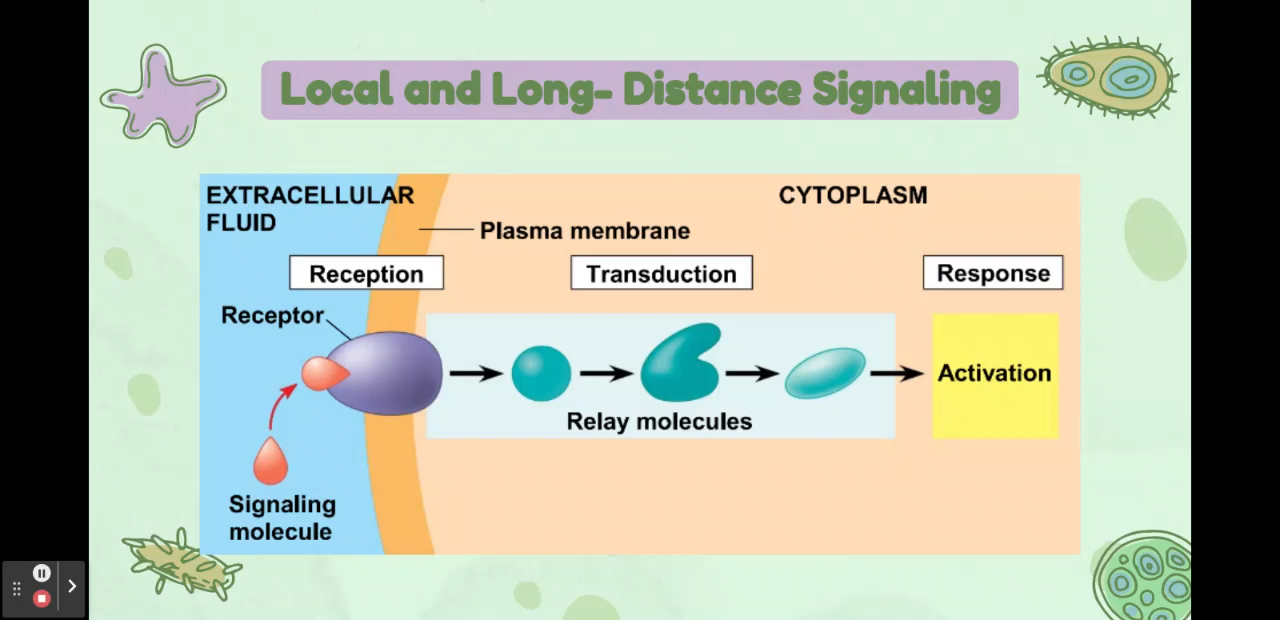 Local and Long- Distance Signaling
EXTRACELLULAR
FLUID
CYTOPLASM
Plasma membrane
Reception
Transduction
Response
Receptor
Activation
Relay molecules
Signaling
molecule